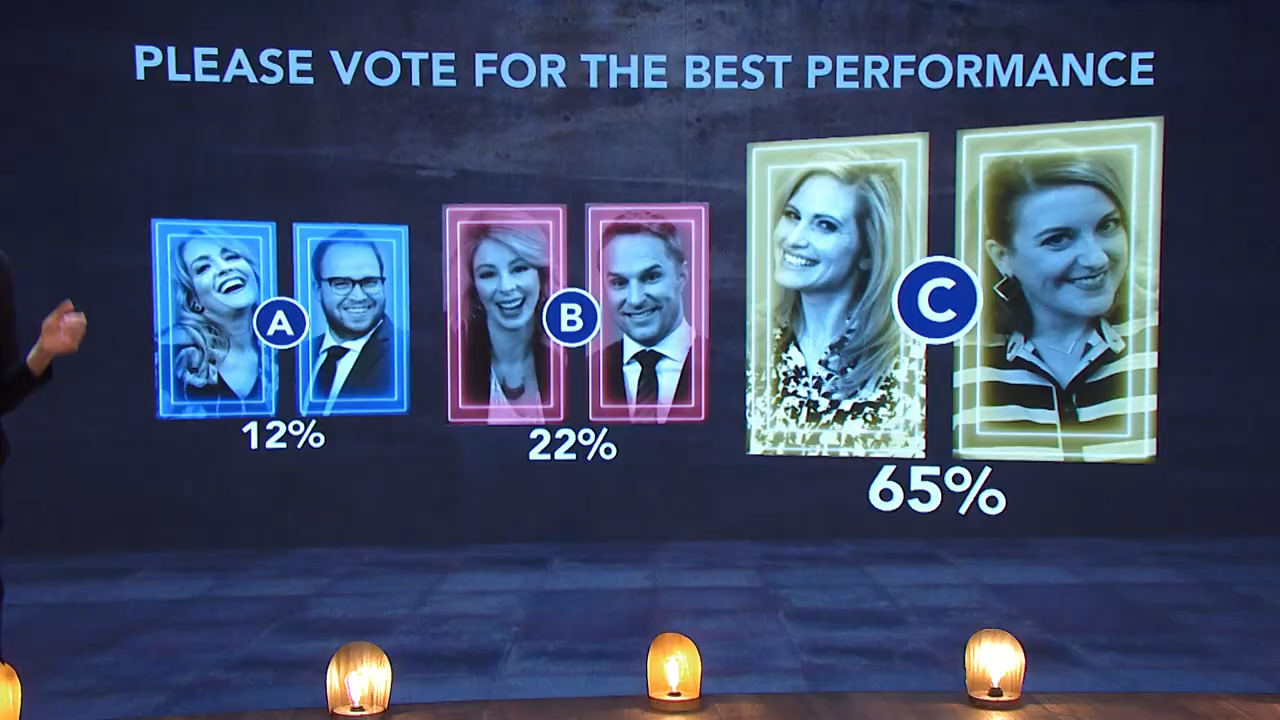 PLEASE VOTE FOR THE BEST PERFORMANCE
A
B
C
12%
22%
65%